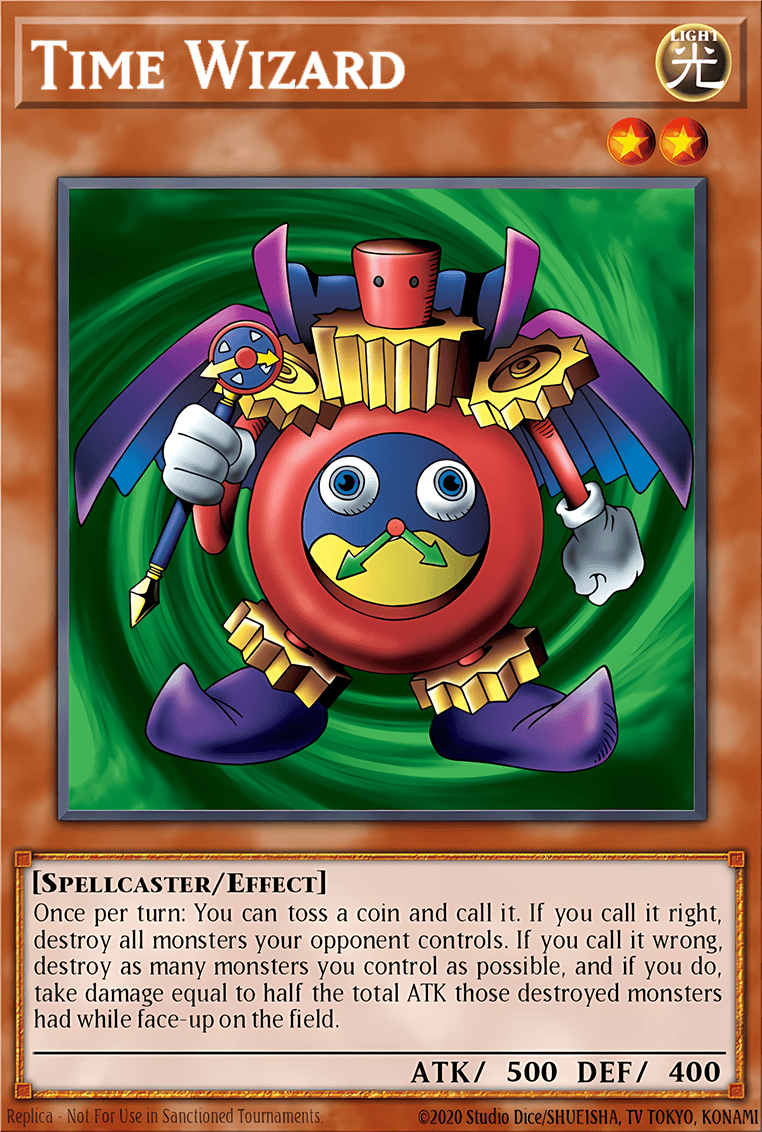 TIME WIZARD
LIGHT
光
[SPELLCASTER/EFFECT]
Once per turn: You can toss a coin and call it. If you call it right,
destroy all monsters your opponent controls. If you call it wrong,
destroy as many monsters you control as possible, and if you do,
take damage equal to half the total ATK those destroyed monsters
had while face-up on the field.
ATK/ 500 DEF/ 400
Replica - Not For Use in Sanctioned Tournaments. ©2020 Studio Dice/SHUEISHA, TV TOKYO, KONAMI